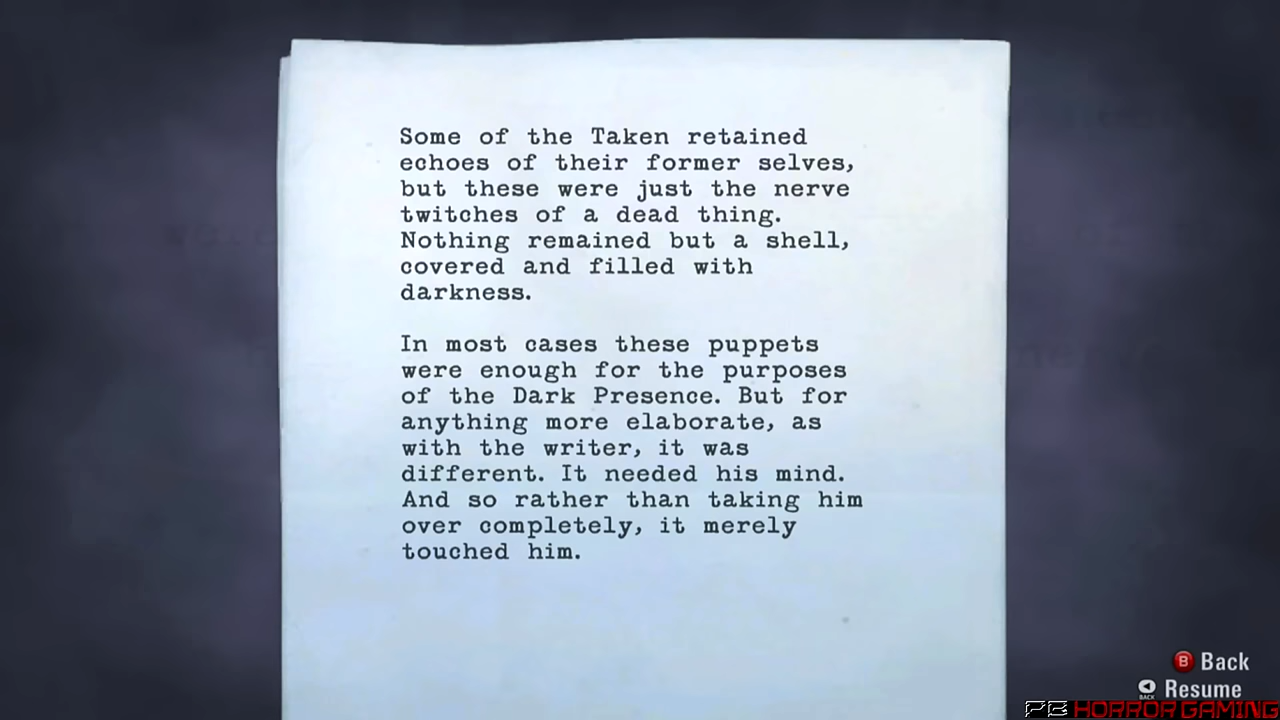 Some of the Taken retained
echoes of their former selves,
but these were just the nerve
twitches of a dead thing.
Nothing remained but a shell,
covered and filled with
darkness.
In most cases these puppets
were enough for the purposes
of the Dark Presence. But for
anything more elaborate, as
with the writer, it was
different. It needed his mind.
And so rather than taking him
over completely, it merely
touched him.
B Back
BACK Resume
HORROR GAMING